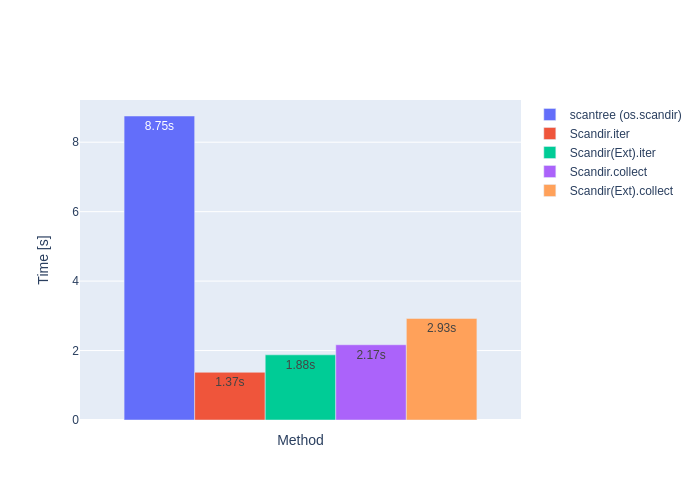 8.75s
1.37s
1.88s
2.17s
2.93s
8
6
4
2
0
Time [s]
Method
scantree (os.scandir)
Scandir.iter
Scandir(Ext).iter
Scandir.collect
Scandir(Ext).collect